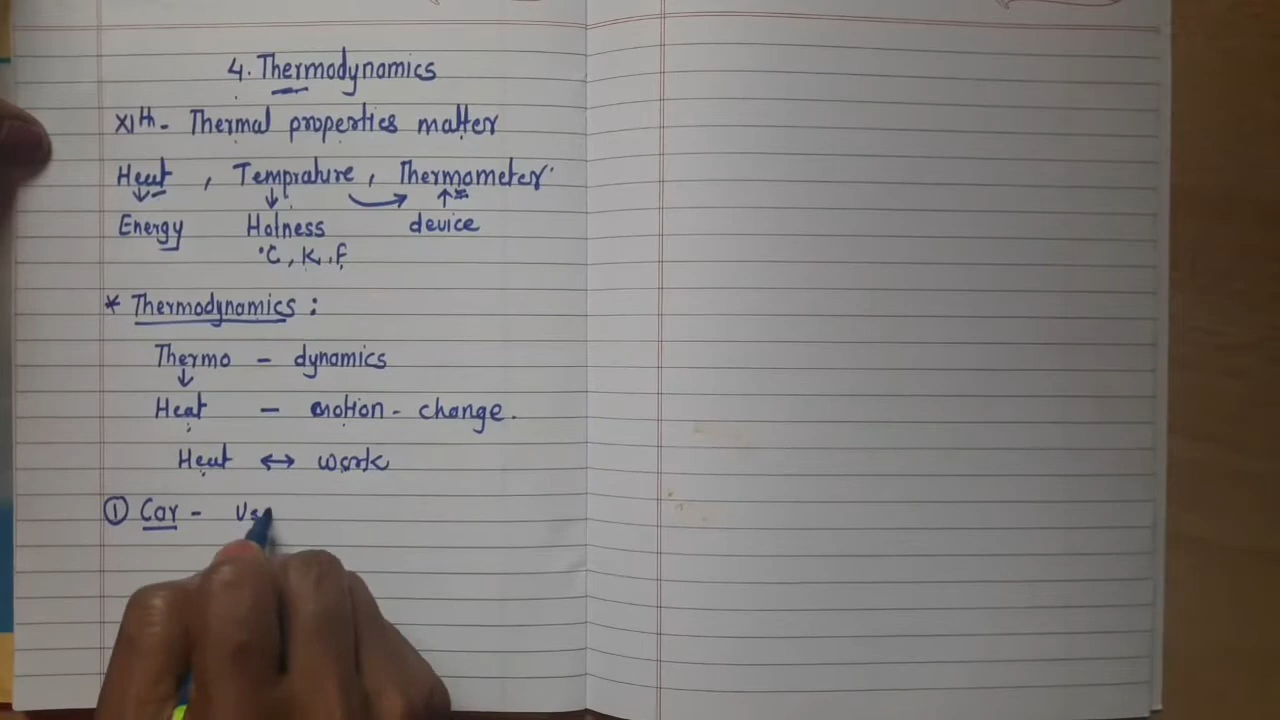 4. Thermodynamics
XIth - Thermal properties matter
Heat , Temprature , Thermometer.
Energy Hotness device
°C, K, F
* Thermodynamics :
Thermo - dynamics
Heat - motion - change.
Heat ↔ work
① Car - Use